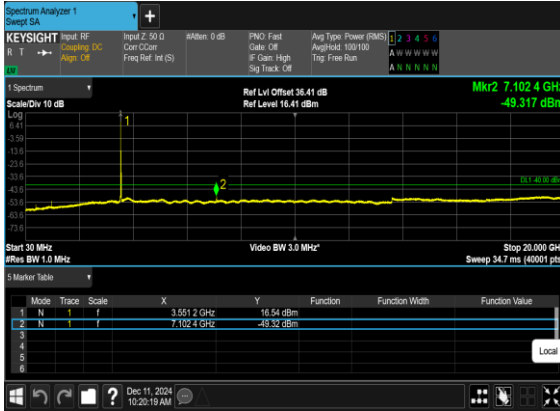 Spectrum Analyzer 1
Swept SA
+
KEYSIGHT Input: RF Input Z: 50 Ω #Atten: 0 dB PNO: Fast Avg Type: Power (RMS) 1 2 3 4 5 6
R T Coupling: DC Corr CCorr Gate: Off Avg|Hold: 100/100 A W W W W W
Align: Off Freq Ref: Int (S) IF Gain: High Trig: Free Run
Sig Track: Off A N N N N N
1 Spectrum Ref Lvl Offset 36.41 dB Mkr2 7.102 4 GHz
Scale/Div 10 dB Ref Level 16.41 dBm -49.317 dBm
Log
6.41
-3.59
-13.6
-23.6
-33.6
-43.6
-53.6
-63.6
-73.6
1
2
DL1 -40.00 dBm
Start 30 MHz Video BW 3.0 MHz* Stop 20.000 GHz
#Res BW 1.0 MHz Sweep 34.7 ms (40001 pts)
5 Marker Table
Mode Trace Scale X Y Function Function Width Function Value
1 N 1 f 3.551 2 GHz 16.54 dBm
2 N 1 f 7.102 4 GHz -49.32 dBm
3
4
5
6
Local
? Dec 11, 2024
10:20:19 AM